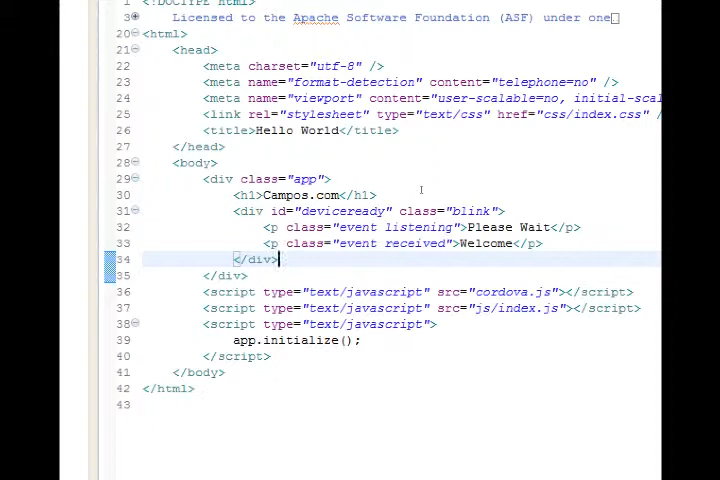 1 <!DOCTYPE html>
3 Licensed to the Apache Software Foundation (ASF) under one
20 <html>
21 <head>
22 <meta charset="utf-8" />
23 <meta name="format-detection" content="telephone=no" />
24 <meta name="viewport" content="user-scalable=no, initial-scal
25 <link rel="stylesheet" type="text/css" href="css/index.css" /
26 <title>Hello World</title>
27 </head>
28 <body>
29 <div class="app">
30 <h1>Campos.com</h1>
31 <div id="deviceready" class="blink">
32 <p class="event listening">Please Wait</p>
33 <p class="event received">Welcome</p>
34 </div>
35 </div>
36 <script type="text/javascript" src="cordova.js"></script>
37 <script type="text/javascript" src="js/index.js"></script>
38 <script type="text/javascript">
39 app.initialize();
40 </script>
41 </body>
42 </html>
43